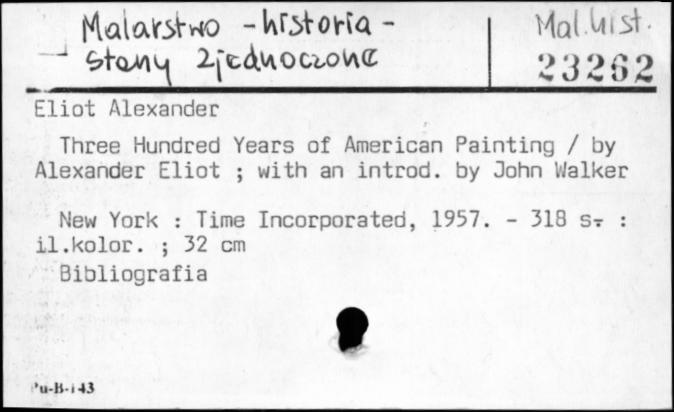 Malarstwo - historia - Mal. hist.
Stany Zjednoczone 23262
Eliot Alexander
Three Hundred Years of American Painting / by
Alexander Eliot ; with an introd. by John Walker
New York : Time Incorporated, 1957. - 318 s. :
il.kolor. ; 32 cm
Bibliografia
Pu-B-143